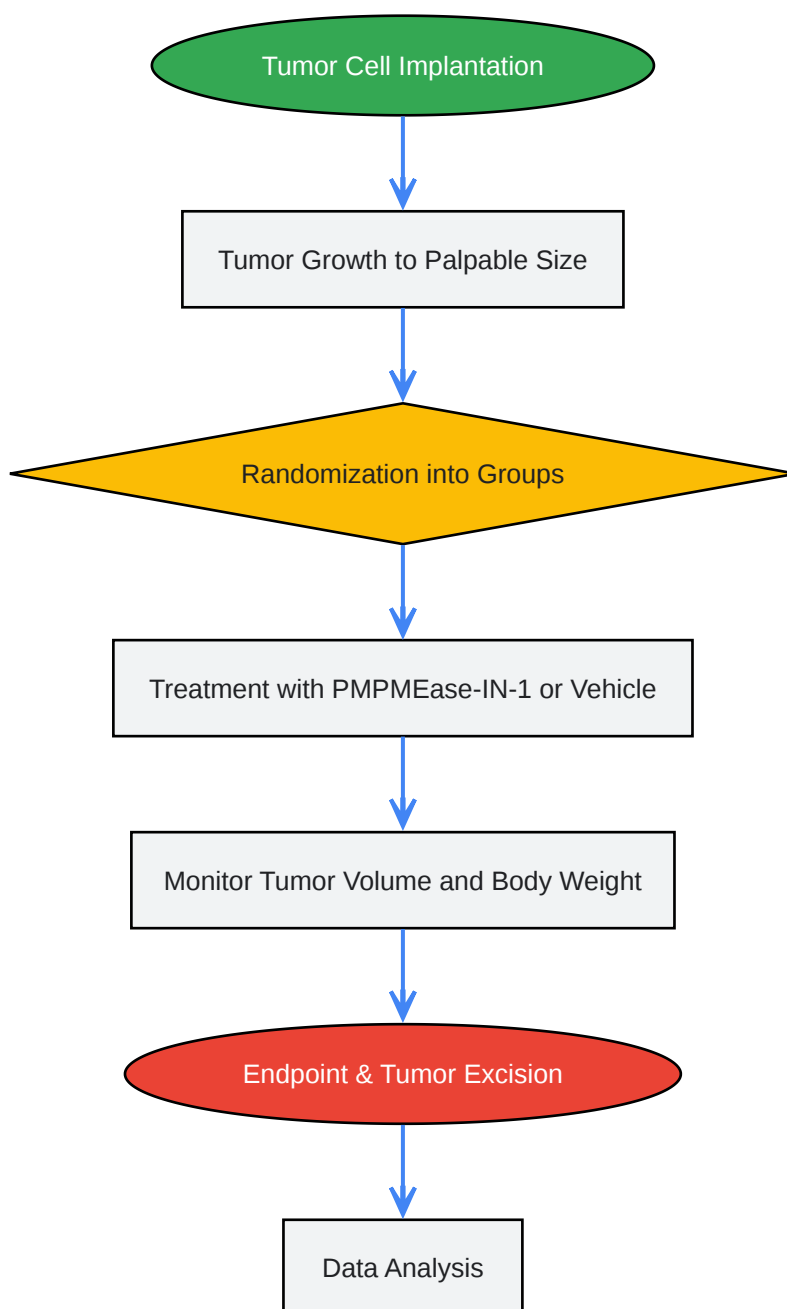 Tumor Cell Implantation
Tumor Growth to Palpable Size
Randomization into Groups
Treatment with PMPMEase-IN-1 or Vehicle
Monitor Tumor Volume and Body Weight
Endpoint & Tumor Excision
Data Analysis